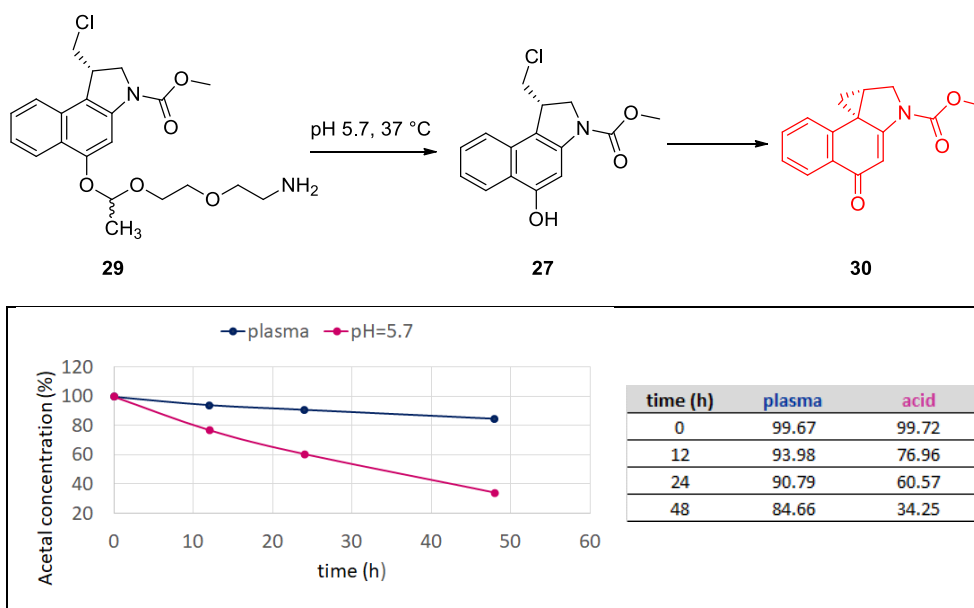 Cl
N
O
O
O
O
O
NH2
CH3
29
pH 5.7, 37 °C
Cl
N
O
O
OH
27
N
O
O
O
30
plasma pH=5.7
Acetal concentration (%)
120
100
80
60
40
20
0 10 20 30 40 50 60
time (h)
time (h) plasma acid
0 99.67 99.72
12 93.98 76.96
24 90.79 60.57
48 84.66 34.25